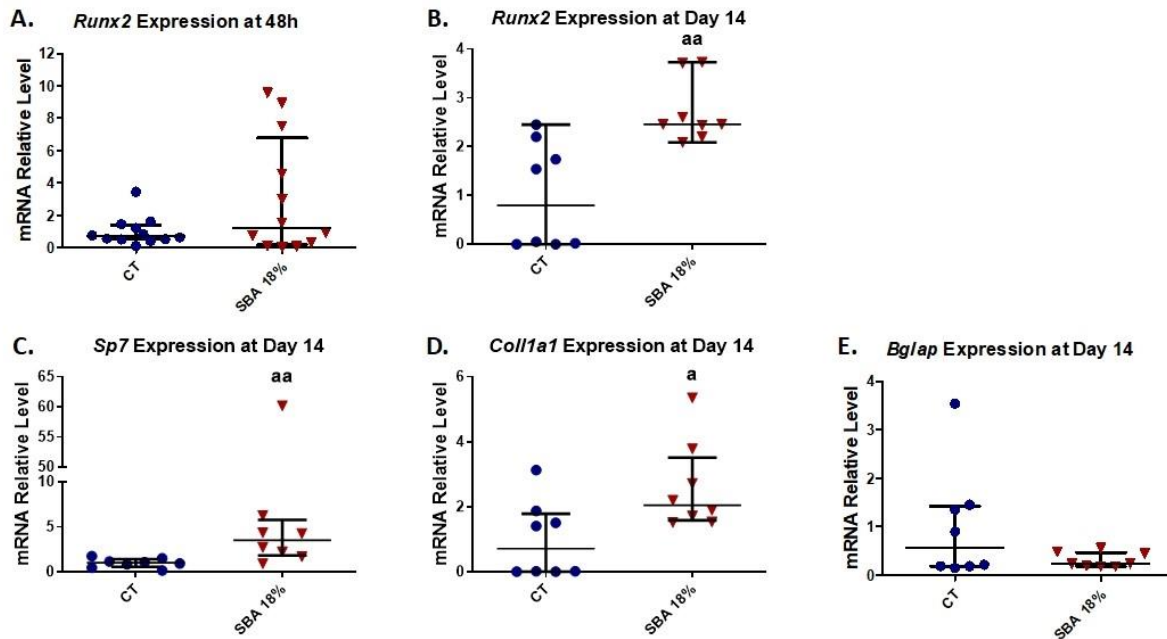 A. Runx2 Expression at 48h
mRNA Relative Level
12
10
8
6
4
2
0
CT
SBA 18%
B. Runx2 Expression at Day 14
aa
mRNA Relative Level
4
3
2
1
0
CT
SBA 18%
C. Sp7 Expression at Day 14
aa
mRNA Relative Level
65
60
55
50
10
5
0
CT
SBA 18%
D. Coll1a1 Expression at Day 14
a
mRNA Relative Level
6
4
2
0
CT
SBA 18%
E. Bglap Expression at Day 14
mRNA Relative Level
4
3
2
1
0
CT
SBA 18%